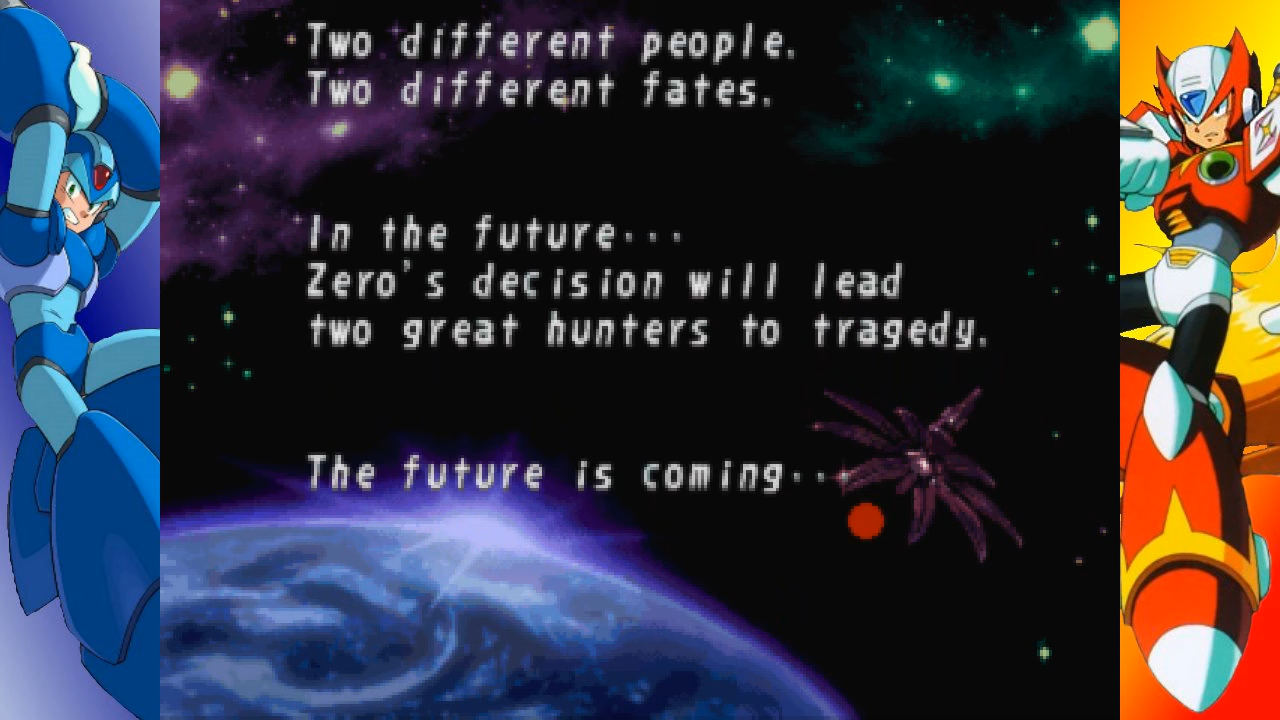 Two different people.
Two different fates.
In the future···
Zero's decision will lead
two great hunters to tragedy.
The future is coming···